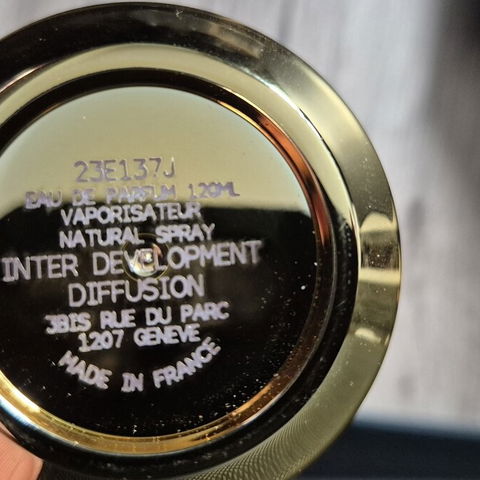 23E137J
EAU DE PARFUM 120ML
VAPORISATEUR
NATURAL SPRAY
INTER DEVELOPMENT
DIFFUSION
3BIS RUE DU PARC
1207 GENEVE
MADE IN FRANCE